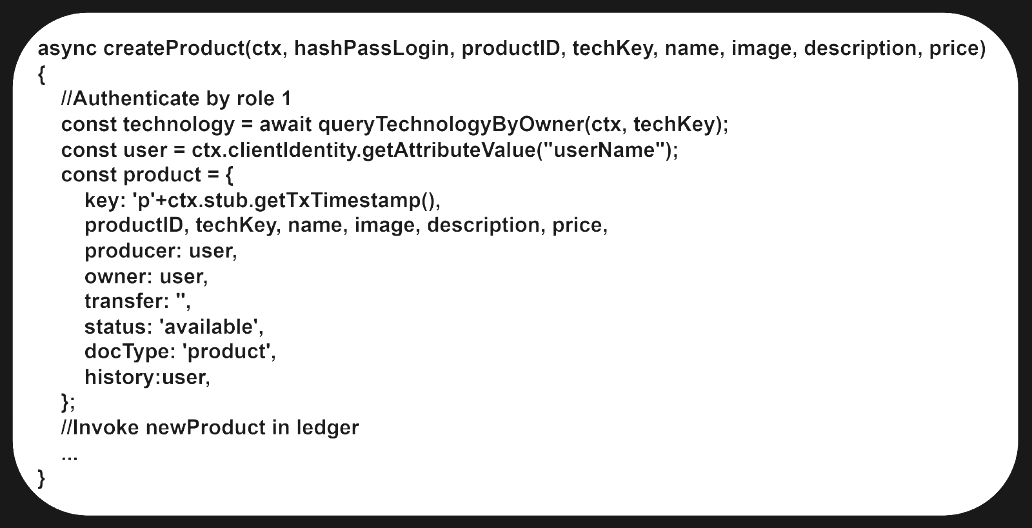 async createProduct(ctx, hashPassLogin, productID, techKey, name, image, description, price)
{
//Authenticate by role 1
const technology = await queryTechnologyByOwner(ctx, techKey);
const user = ctx.clientIdentity.getAttributeValue("userName");
const product = {
key: 'p'+ctx.stub.getTxTimestamp(),
productID, techKey, name, image, description, price,
producer: user,
owner: user,
transfer: '',
status: 'available',
docType: 'product',
history:user,
};
//Invoke newProduct in ledger
...
}